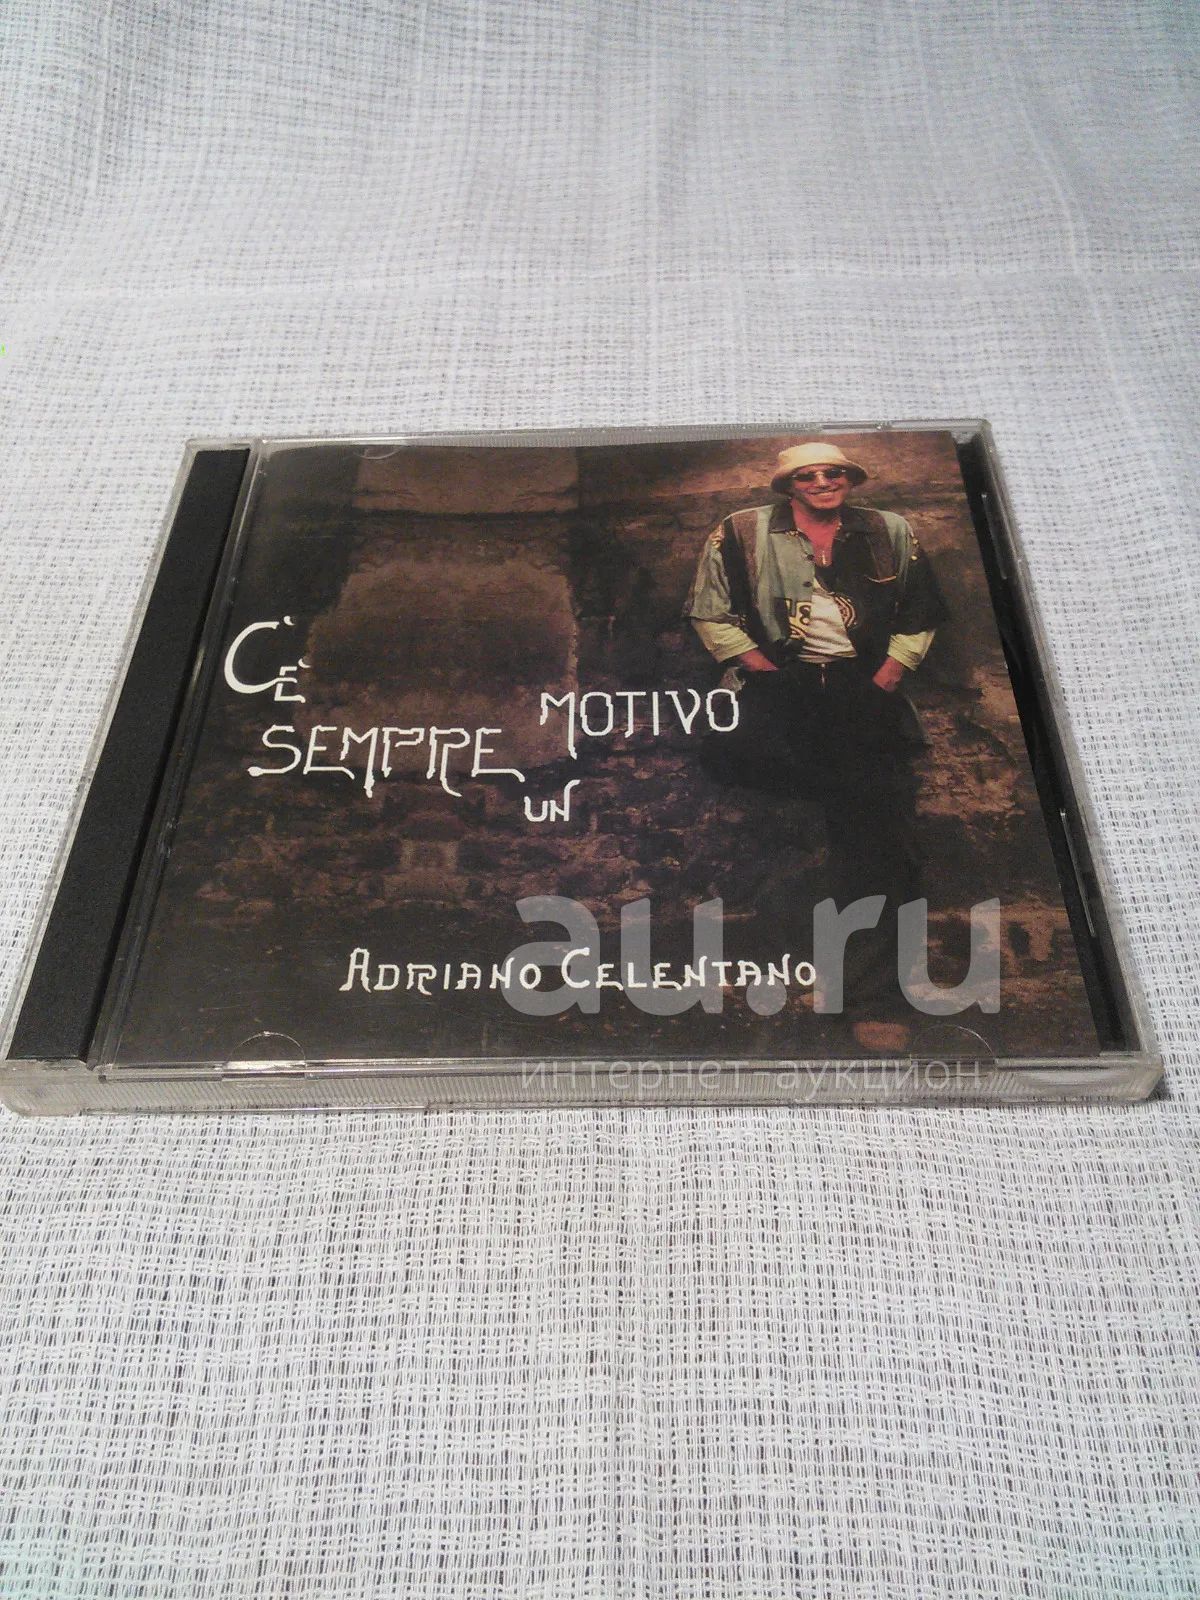 C'È
SEMPRE
UN
MOTIVO
ADRIANO CELENTANO
au.ru
интернет-аукцион